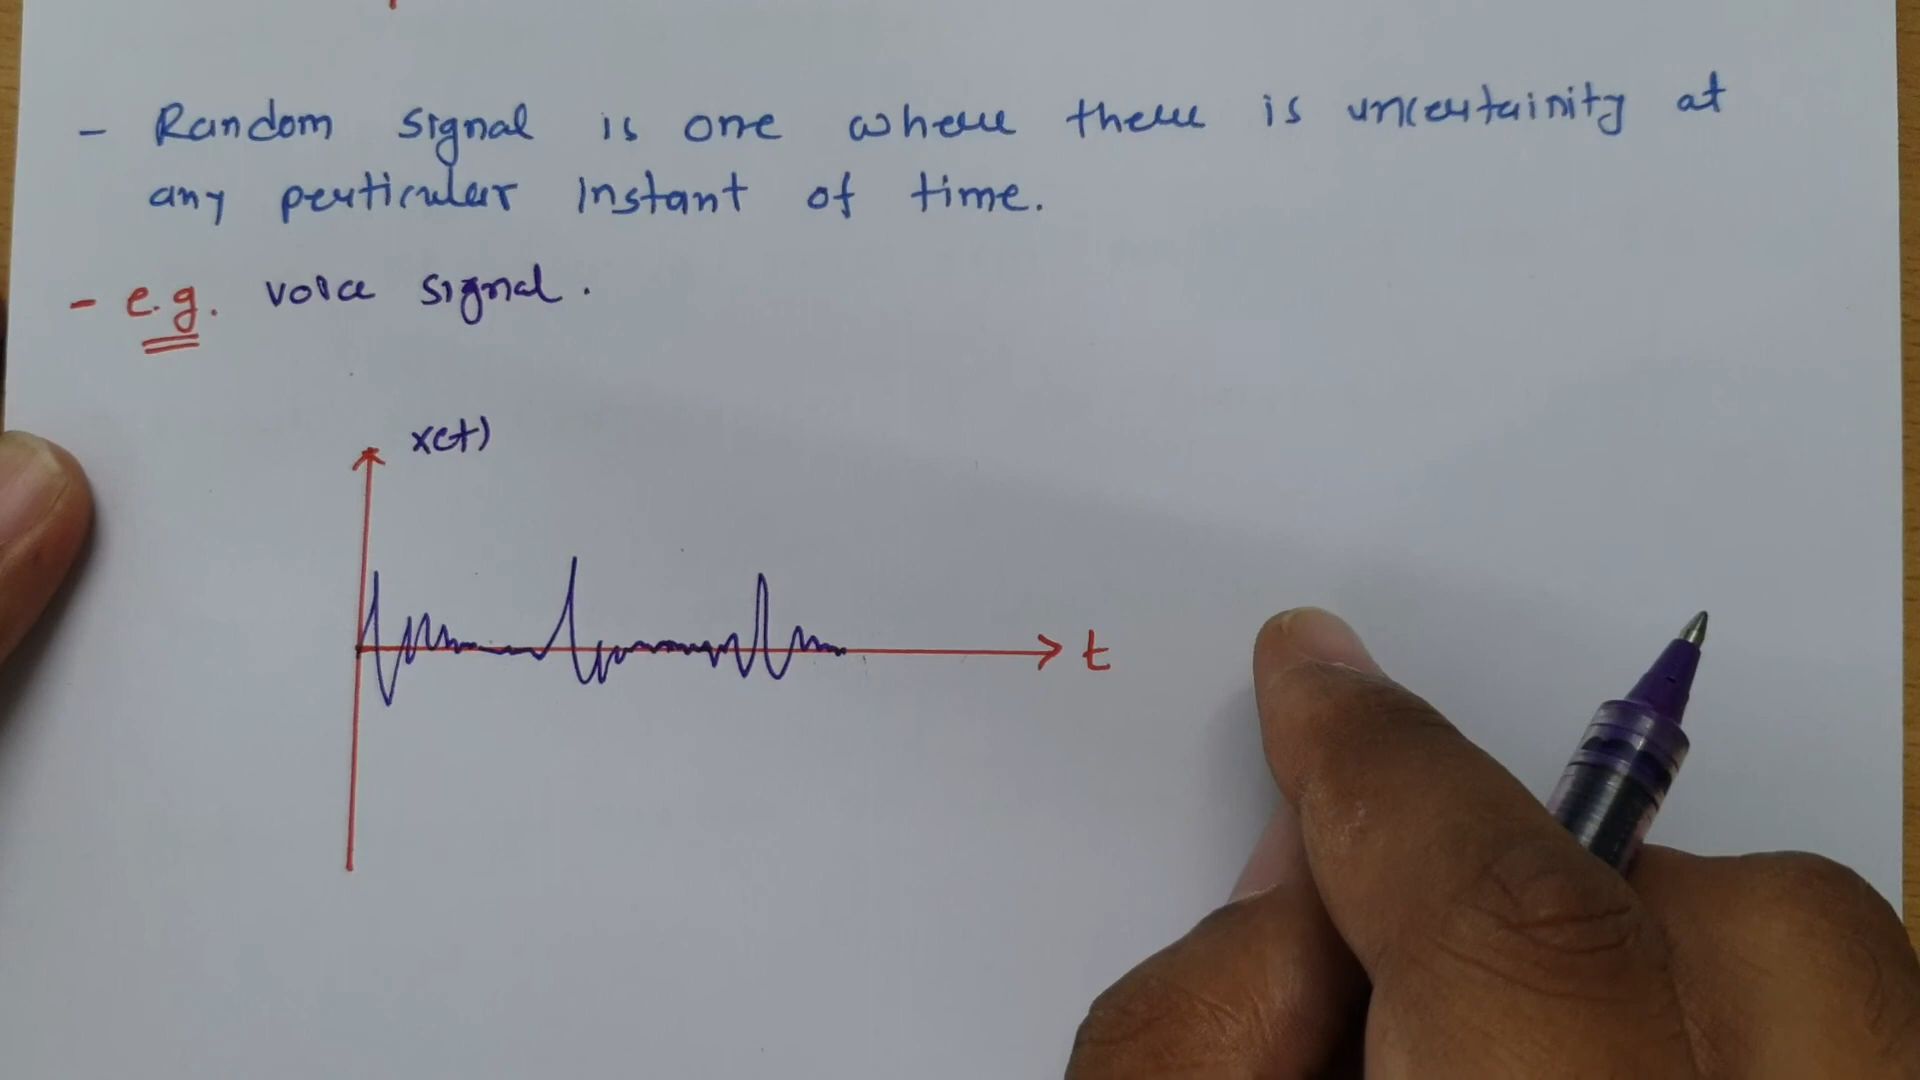 - Random signal is one where there is uncertainity at
any perticular instant of time.
- e.g. voice signal.
x(t)
t